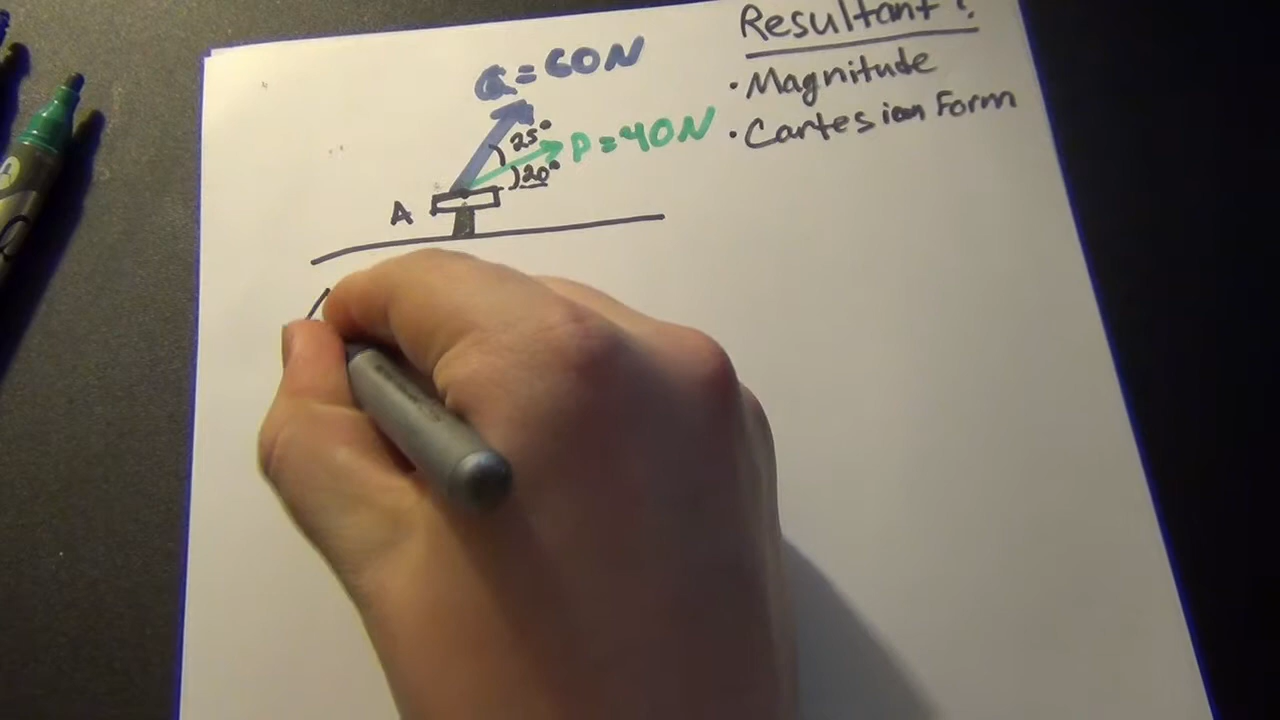 Resultant?
• Magnitude
• Cartesian Form
Q = 60N
25°
P = 40N
20°
A